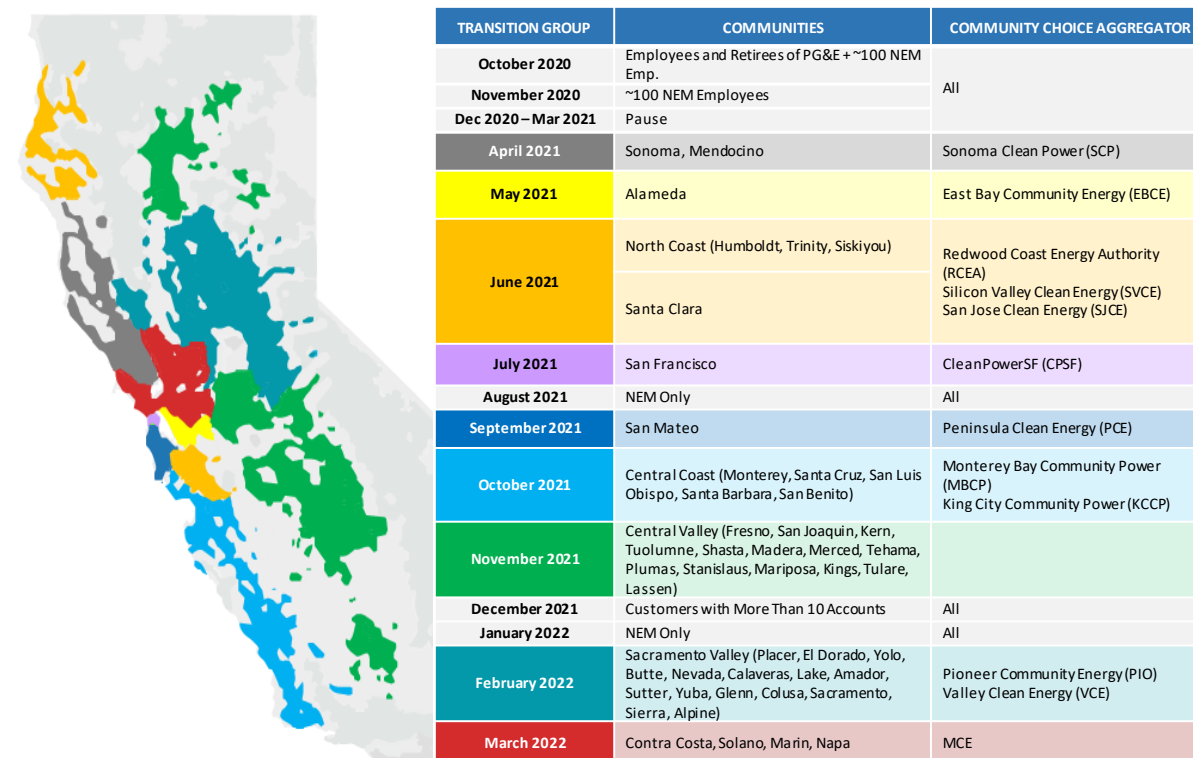 TRANSITION GROUP
COMMUNITIES
COMMUNITY CHOICE AGGREGATOR
October 2020
Employees and Retirees of PG&E + ~100 NEM
Emp.
All
November 2020
~100 NEM Employees
Dec 2020 – Mar 2021
Pause
April 2021
Sonoma, Mendocino
Sonoma Clean Power (SCP)
May 2021
Alameda
East Bay Community Energy (EBCE)
June 2021
North Coast (Humboldt, Trinity, Siskiyou)
Santa Clara
Redwood Coast Energy Authority
(RCEA)
Silicon Valley Clean Energy (SVCE)
San Jose Clean Energy (SJCE)
July 2021
San Francisco
CleanPowerSF (CPSF)
August 2021
NEM Only
All
September 2021
San Mateo
Peninsula Clean Energy (PCE)
October 2021
Central Coast (Monterey, Santa Cruz, San Luis
Obispo, Santa Barbara, San Benito)
Monterey Bay Community Power
(MBCP)
King City Community Power (KCCP)
November 2021
Central Valley (Fresno, San Joaquin, Kern,
Tuolumne, Shasta, Madera, Merced, Tehama,
Plumas, Stanislaus, Mariposa, Kings, Tulare,
Lassen)
December 2021
Customers with More Than 10 Accounts
All
January 2022
NEM Only
All
February 2022
Sacramento Valley (Placer, El Dorado, Yolo,
Butte, Nevada, Calaveras, Lake, Amador,
Sutter, Yuba, Glenn, Colusa, Sacramento,
Sierra, Alpine)
Pioneer Community Energy (PIO)
Valley Clean Energy (VCE)
March 2022
Contra Costa, Solano, Marin, Napa
MCE